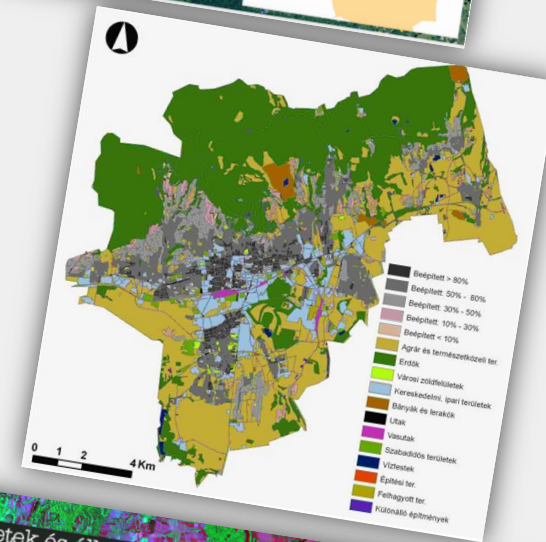 Beépített > 80%
Beépített: 50% - 80%
Beépített: 30% - 50%
Beépített: 10% - 30%
Beépített < 10%
Agrár és természetközeli ter.
Erdők
Városi zöldfelületek
Kereskedelmi, ipari területek
Bányák és lerakók
Utak
Vasutak
Szabadidős területek
Víztestek
Építési ter.
Felhagyott ter.
Különálló építmények
0 1 2 4 Km